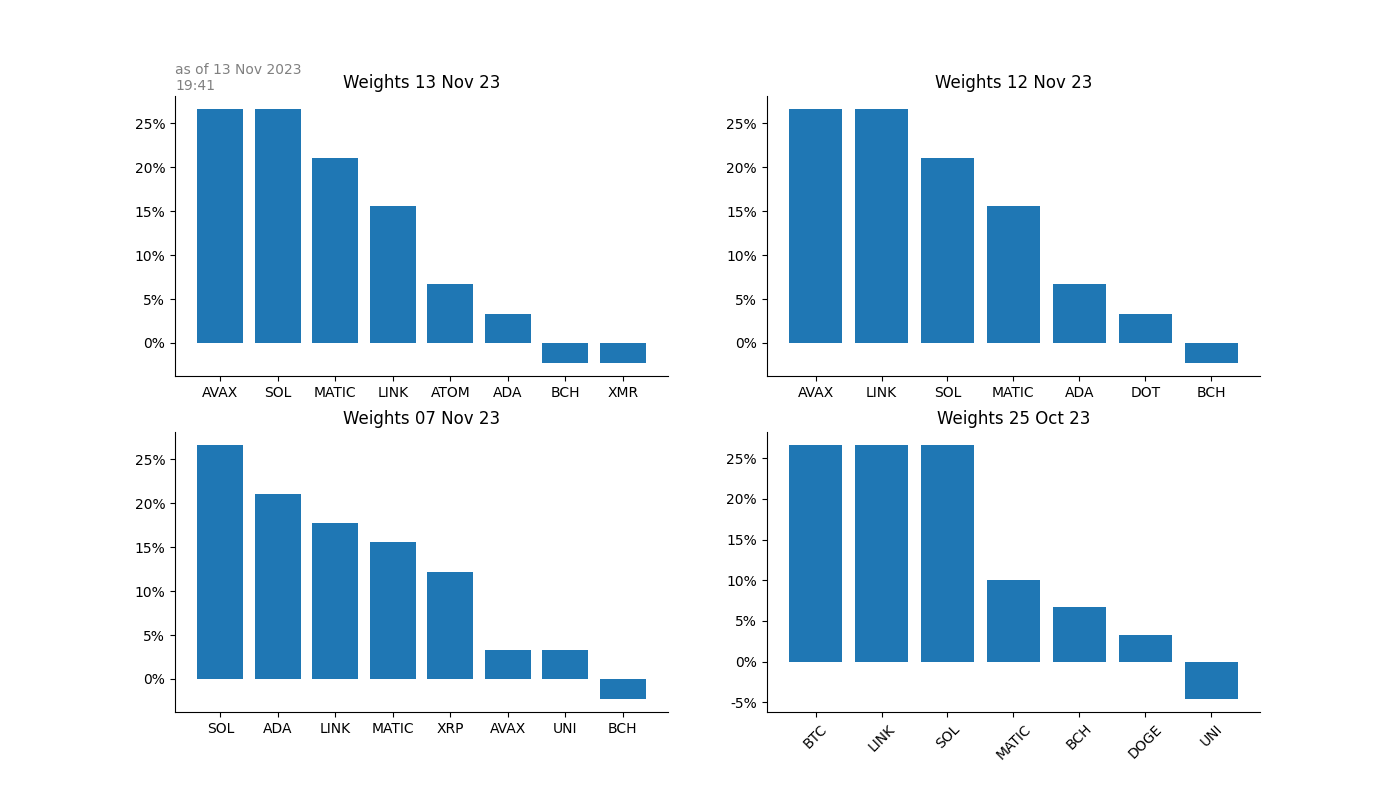 as of 13 Nov 2023
19:41
Weights 13 Nov 23
25%
20%
15%
10%
5%
0%
AVAX SOL MATIC LINK ATOM ADA BCH XMR
Weights 12 Nov 23
25%
20%
15%
10%
5%
0%
AVAX LINK SOL MATIC ADA DOT BCH
Weights 07 Nov 23
25%
20%
15%
10%
5%
0%
SOL ADA LINK MATIC XRP AVAX UNI BCH
Weights 25 Oct 23
25%
20%
15%
10%
5%
0%
-5%
BTC LINK SOL MATIC BCH DOGE UNI